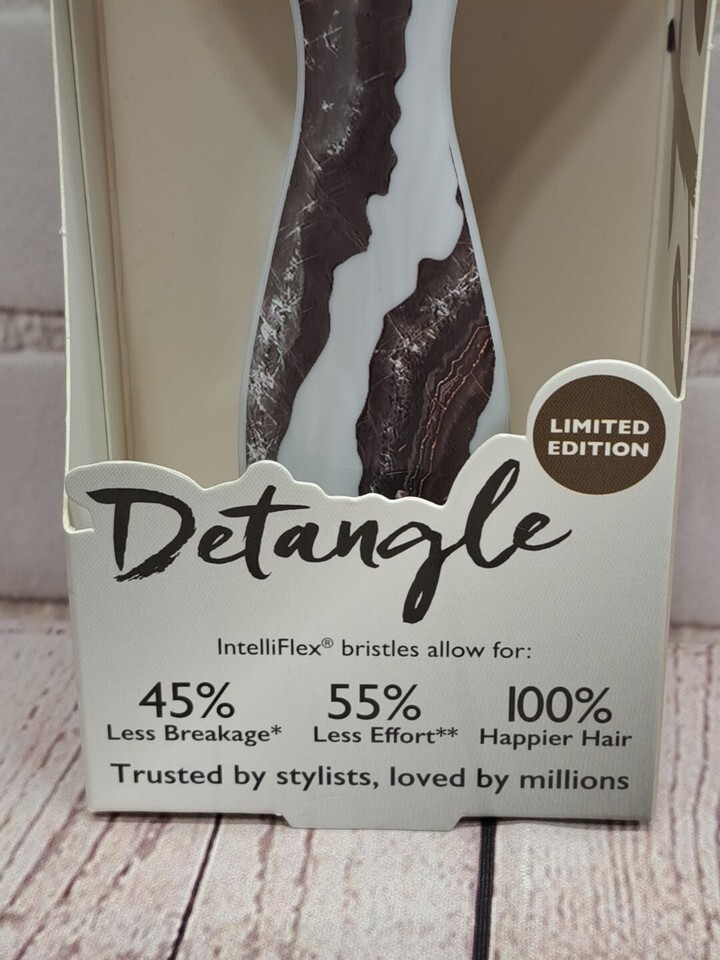 LIMITED
EDITION
Detangle
IntelliFlex® bristles allow for:
45% 55% 100%
Less Breakage* Less Effort** Happier Hair
Trusted by stylists, loved by millions